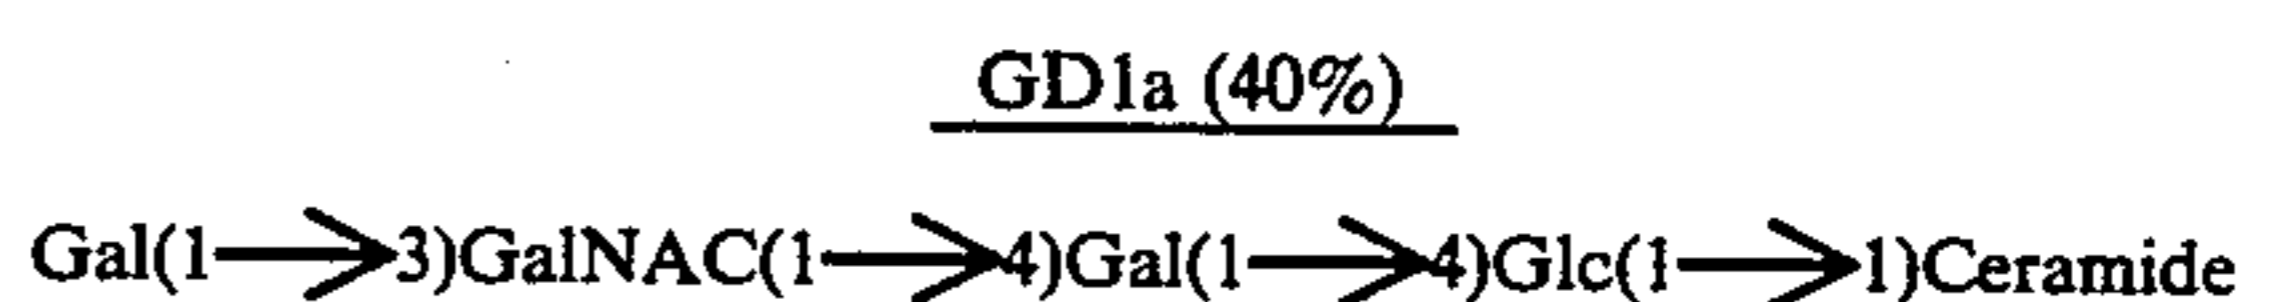 GD1a (40%)
Gal(1→3)GalNAC(1→4)Gal(1→4)Glc(1→1)Ceramide